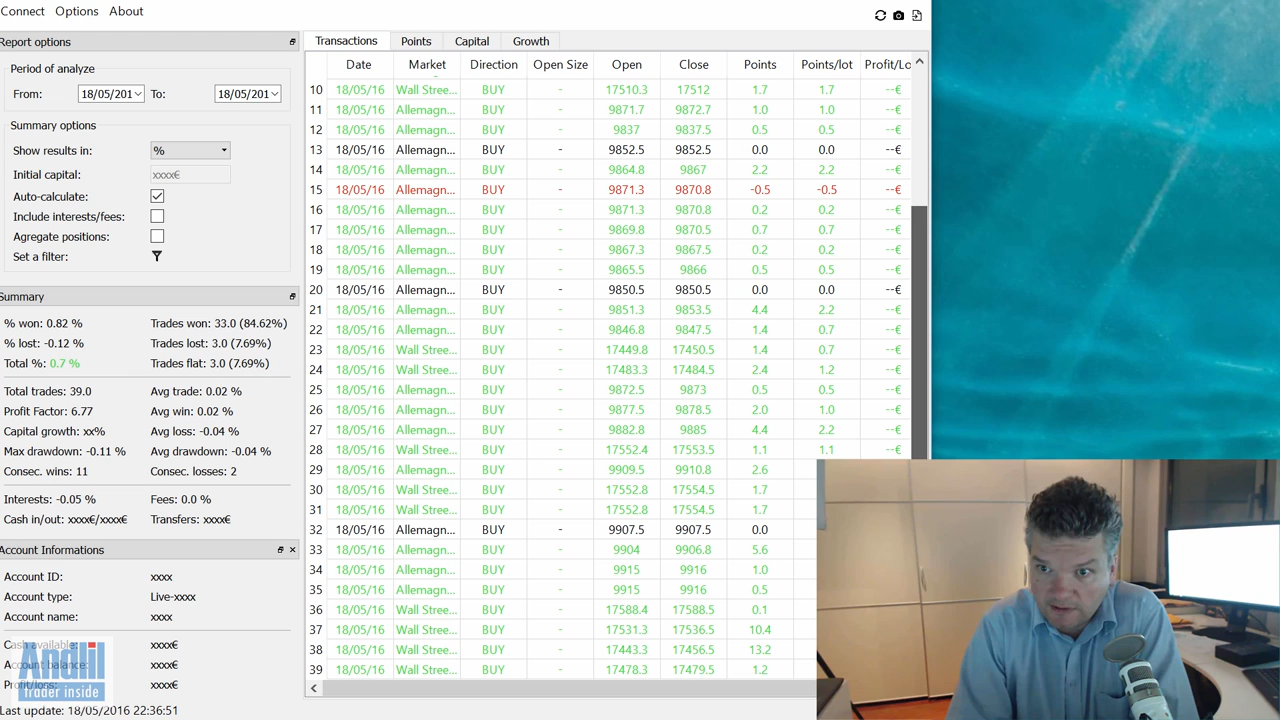 Connect Options About
Report options
Period of analyze
From: 18/05/201 To: 18/05/201
Summary options
Show results in: %
Initial capital: xxxx€
Auto-calculate:
Include interests/fees:
Agregate positions:
Set a filter:
Summary
% won: 0.82 % Trades won: 33.0 (84.62%)
% lost: -0.12 % Trades lost: 3.0 (7.69%)
Total %: 0.7 % Trades flat: 3.0 (7.69%)
Total trades: 39.0 Avg trade: 0.02 %
Profit Factor: 6.77 Avg win: 0.02 %
Capital growth: xx% Avg loss: -0.04 %
Max drawdown: -0.11 % Avg drawdown: -0.04 %
Consec. wins: 11 Consec. losses: 2
Interests: -0.05 % Fees: 0.0 %
Cash in/out: xxxx€/xxxx€ Transfers: xxxx€
Account Informations
Account ID: xxxx
Account type: Live-xxxx
Account name: xxxx
Cash available: xxxx€
Account balance: xxxx€
Profit/loss: xxxx€
trader inside
Last update: 18/05/2016 22:36:51
Transactions Points Capital Growth
Date Market Direction Open Size Open Close Points Points/lot Profit/Lo
10 18/05/16 Wall Stree... BUY - 17510.3 17512 1.7 1.7 --€
11 18/05/16 Allemagn... BUY - 9871.7 9872.7 1.0 1.0 --€
12 18/05/16 Allemagn... BUY - 9837 9837.5 0.5 0.5 --€
13 18/05/16 Allemagn... BUY - 9852.5 9852.5 0.0 0.0 --€
14 18/05/16 Allemagn... BUY - 9864.8 9867 2.2 2.2 --€
15 18/05/16 Allemagn... BUY - 9871.3 9870.8 -0.5 -0.5 --€
16 18/05/16 Allemagn... BUY - 9871.3 9870.8 0.2 0.2 --€
17 18/05/16 Allemagn... BUY - 9869.8 9870.5 0.7 0.7 --€
18 18/05/16 Allemagn... BUY - 9867.3 9867.5 0.2 0.2 --€
19 18/05/16 Allemagn... BUY - 9865.5 9866 0.5 0.5 --€
20 18/05/16 Allemagn... BUY - 9850.5 9850.5 0.0 0.0 --€
21 18/05/16 Allemagn... BUY - 9851.3 9853.5 4.4 2.2 --€
22 18/05/16 Allemagn... BUY - 9846.8 9847.5 1.4 0.7 --€
23 18/05/16 Wall Stree... BUY - 17449.8 17450.5 1.4 0.7 --€
24 18/05/16 Wall Stree... BUY - 17483.3 17484.5 2.4 1.2 --€
25 18/05/16 Allemagn... BUY - 9872.5 9873 0.5 0.5 --€
26 18/05/16 Allemagn... BUY - 9877.5 9878.5 2.0 1.0 --€
27 18/05/16 Allemagn... BUY - 9882.8 9885 4.4 2.2 --€
28 18/05/16 Wall Stree... BUY - 17552.4 17553.5 1.1 1.1 --€
29 18/05/16 Allemagn... BUY - 9909.5 9910.8 2.6
30 18/05/16 Wall Stree... BUY - 17552.8 17554.5 1.7
31 18/05/16 Wall Stree... BUY - 17552.8 17554.5 1.7
32 18/05/16 Allemagn... BUY - 9907.5 9907.5 0.0
33 18/05/16 Allemagn... BUY - 9904 9906.8 5.6
34 18/05/16 Allemagn... BUY - 9915 9916 1.0
35 18/05/16 Allemagn... BUY - 9915 9916 0.5
36 18/05/16 Wall Stree... BUY - 17588.4 17588.5 0.1
37 18/05/16 Wall Stree... BUY - 17531.3 17536.5 10.4
38 18/05/16 Wall Stree... BUY - 17443.3 17456.5 13.2
39 18/05/16 Wall Stree... BUY - 17478.3 17479.5 1.2